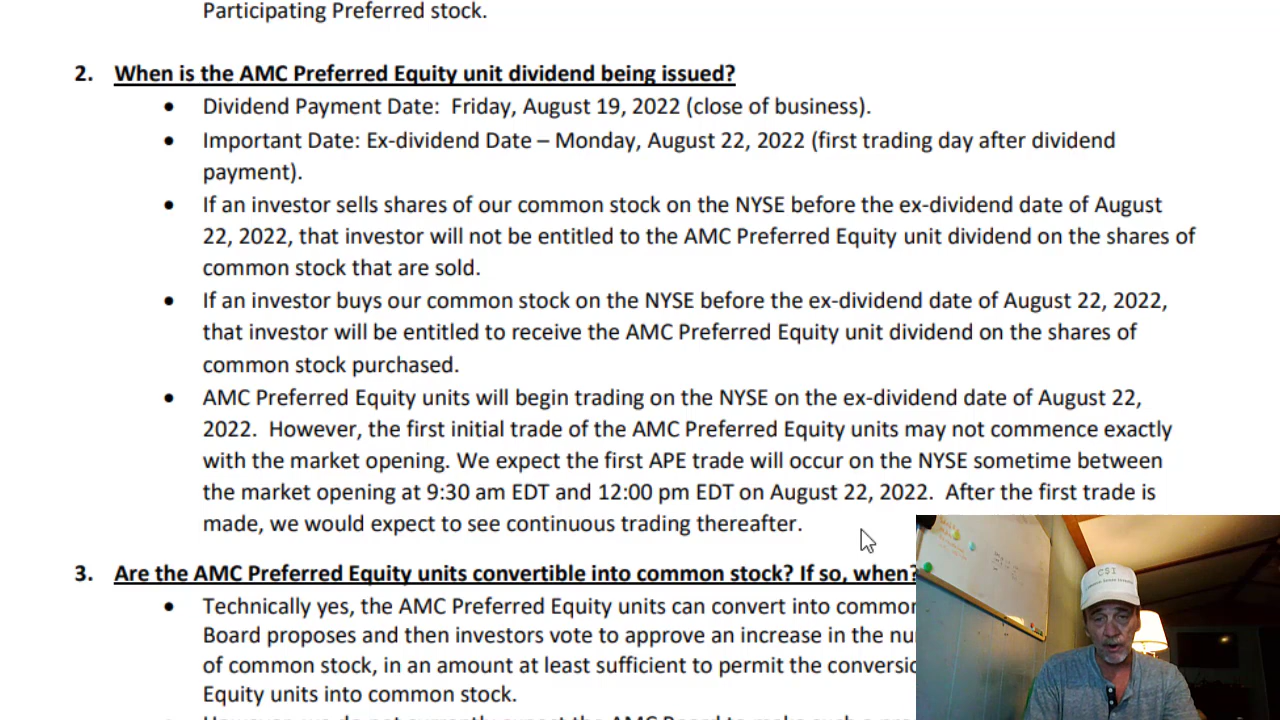 Participating Preferred stock.
2. When is the AMC Preferred Equity unit dividend being issued?
• Dividend Payment Date:  Friday, August 19, 2022 (close of business).
• Important Date: Ex-dividend Date – Monday, August 22, 2022 (first trading day after dividend
payment).
• If an investor sells shares of our common stock on the NYSE before the ex-dividend date of August
22, 2022, that investor will not be entitled to the AMC Preferred Equity unit dividend on the shares of
common stock that are sold.
• If an investor buys our common stock on the NYSE before the ex-dividend date of August 22, 2022,
that investor will be entitled to receive the AMC Preferred Equity unit dividend on the shares of
common stock purchased.
• AMC Preferred Equity units will begin trading on the NYSE on the ex-dividend date of August 22,
2022.  However, the first initial trade of the AMC Preferred Equity units may not commence exactly
with the market opening. We expect the first APE trade will occur on the NYSE sometime between
the market opening at 9:30 am EDT and 12:00 pm EDT on August 22, 2022.  After the first trade is
made, we would expect to see continuous trading thereafter.
3. Are the AMC Preferred Equity units convertible into common stock? If so, when?
• Technically yes, the AMC Preferred Equity units can convert into common
Board proposes and then investors vote to approve an increase in the nu
of common stock, in an amount at least sufficient to permit the conversio
Equity units into common stock.
CSI